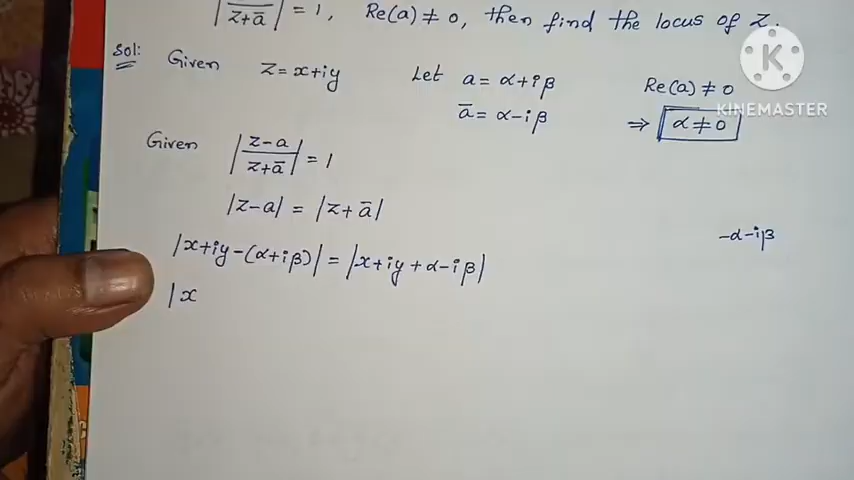 | / z+ā | = 1, Re(a) ≠ 0, then find the locus of z.
Sol: Given z = x+iy Let a = α+iβ Re(a) ≠ 0
KINEMASTER
ā = α-iβ ⇒ α≠0
Given | z-a / z+ā | = 1
|z-a| = |z+ā|
-α-iβ
|x+iy-(α+iβ)| = |x+iy+α-iβ|
|x